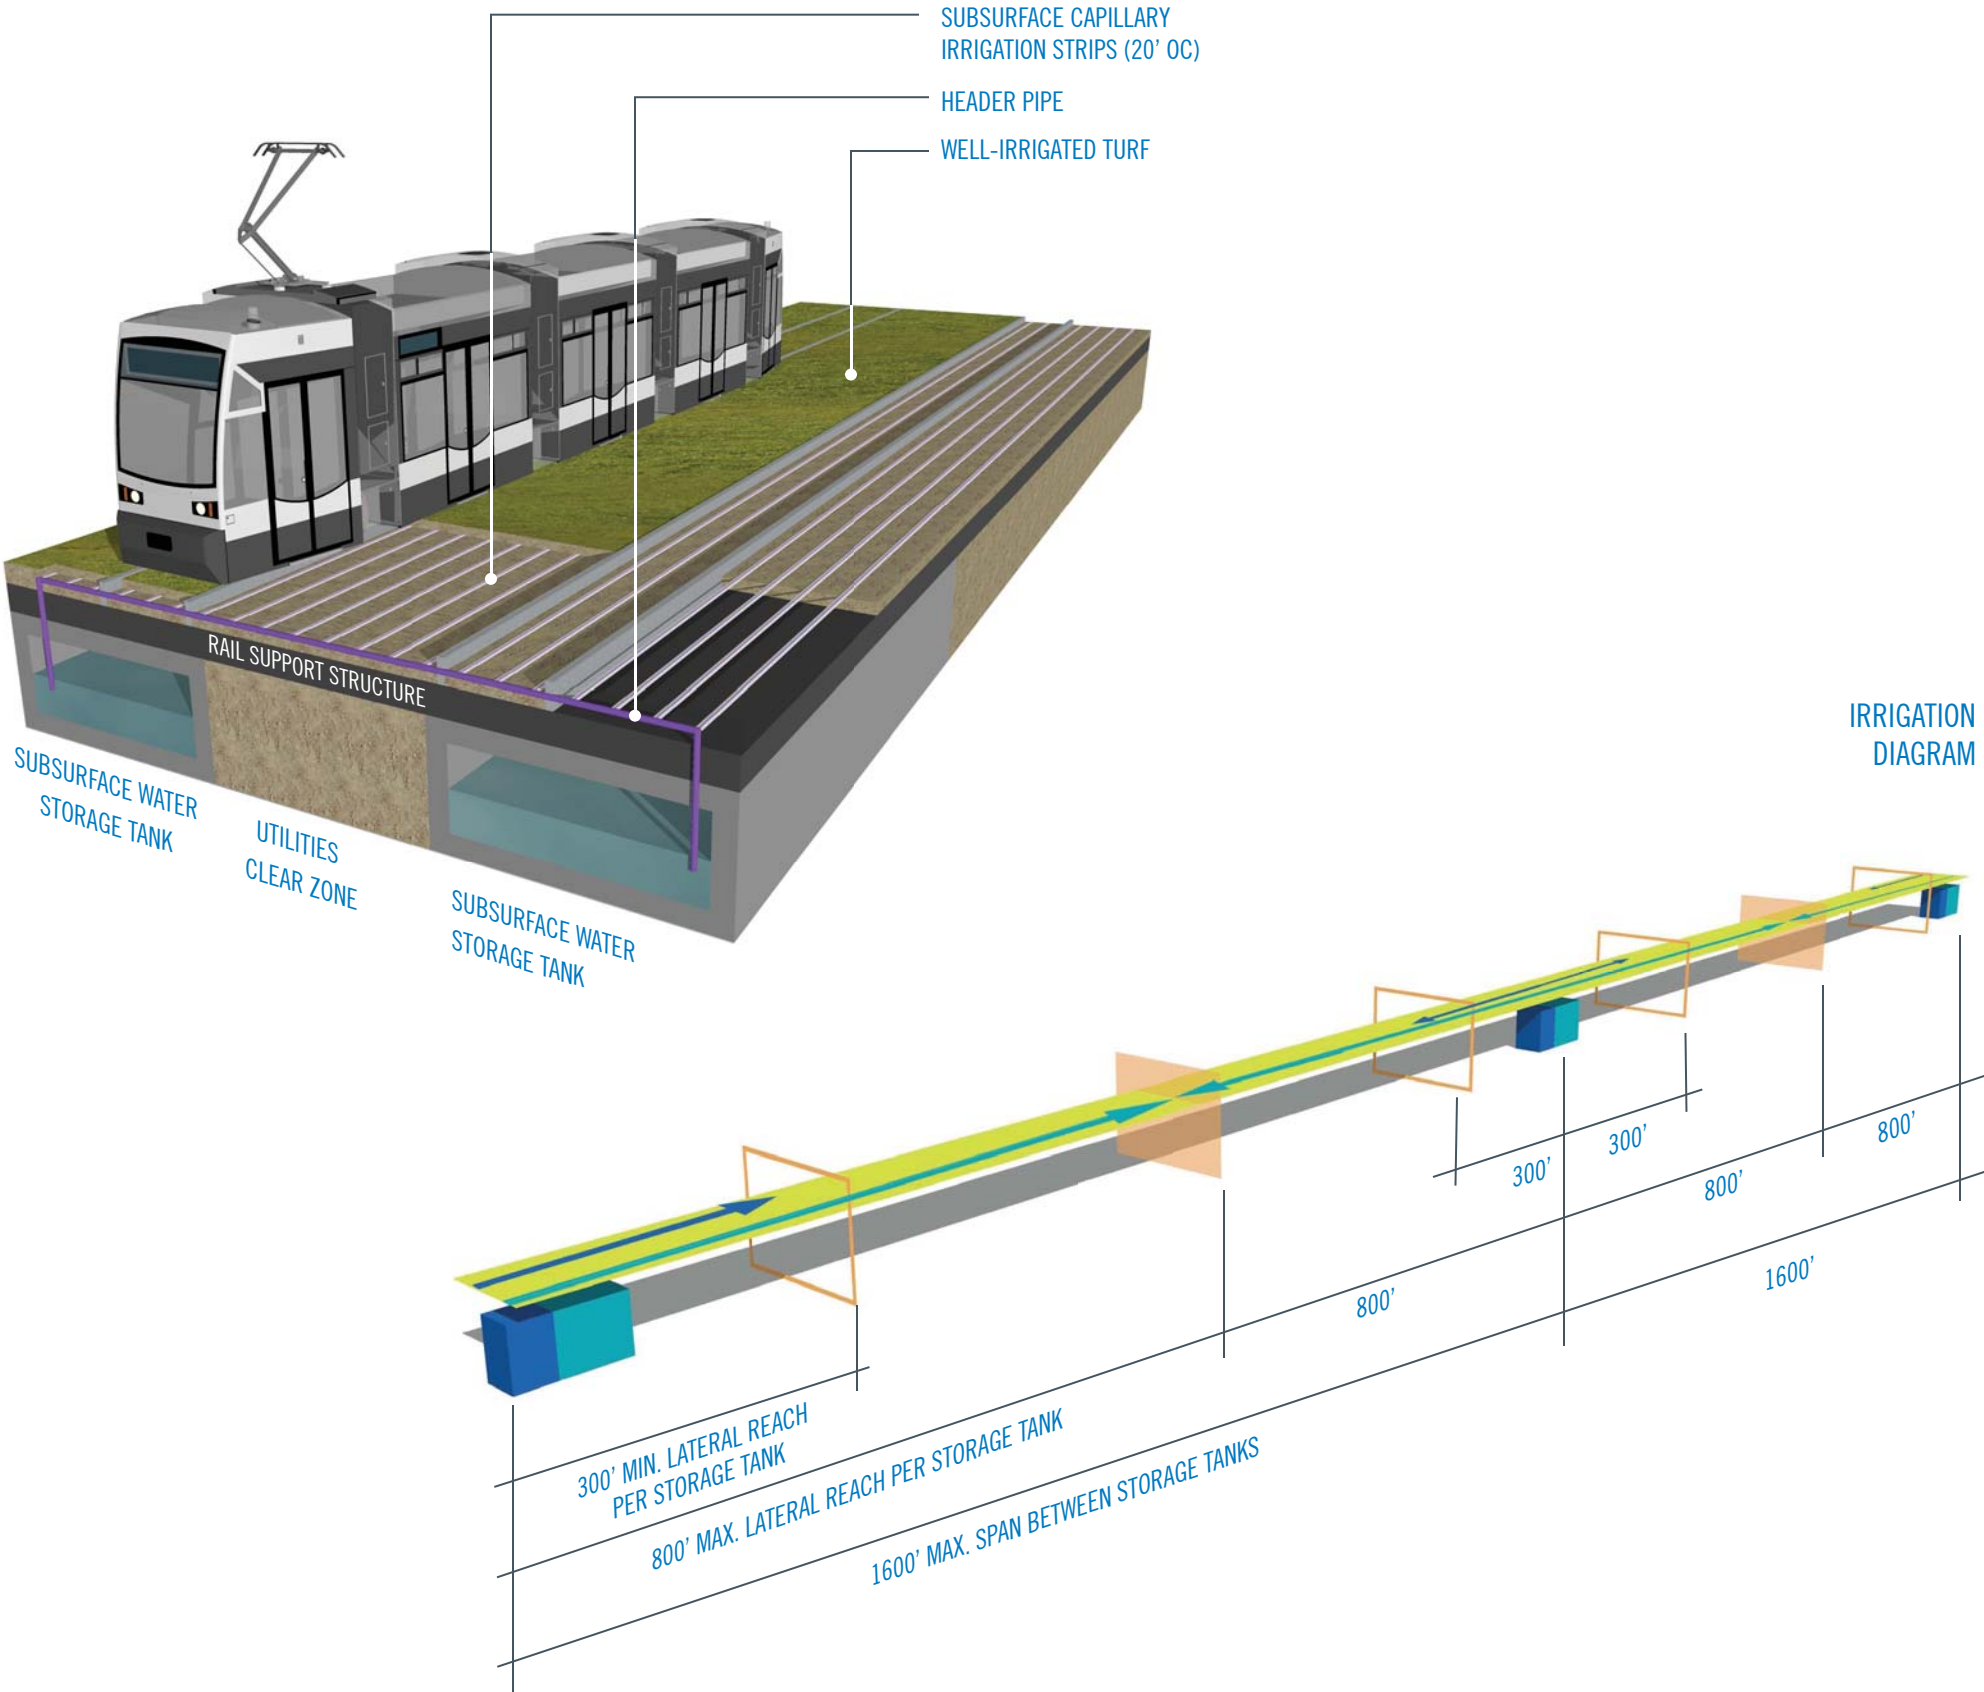 SUBSURFACE CAPILLARY
IRRIGATION STRIPS (20’ OC)
HEADER PIPE
WELL-IRRIGATED TURF
RAIL SUPPORT STRUCTURE
SUBSURFACE WATER
STORAGE TANK
UTILITIES
CLEAR ZONE
SUBSURFACE WATER
STORAGE TANK
IRRIGATION
DIAGRAM
300’
300’
800’
800’
800’
1600’
300’ MIN. LATERAL REACH
PER STORAGE TANK
800’ MAX. LATERAL REACH PER STORAGE TANK
1600’ MAX. SPAN BETWEEN STORAGE TANKS